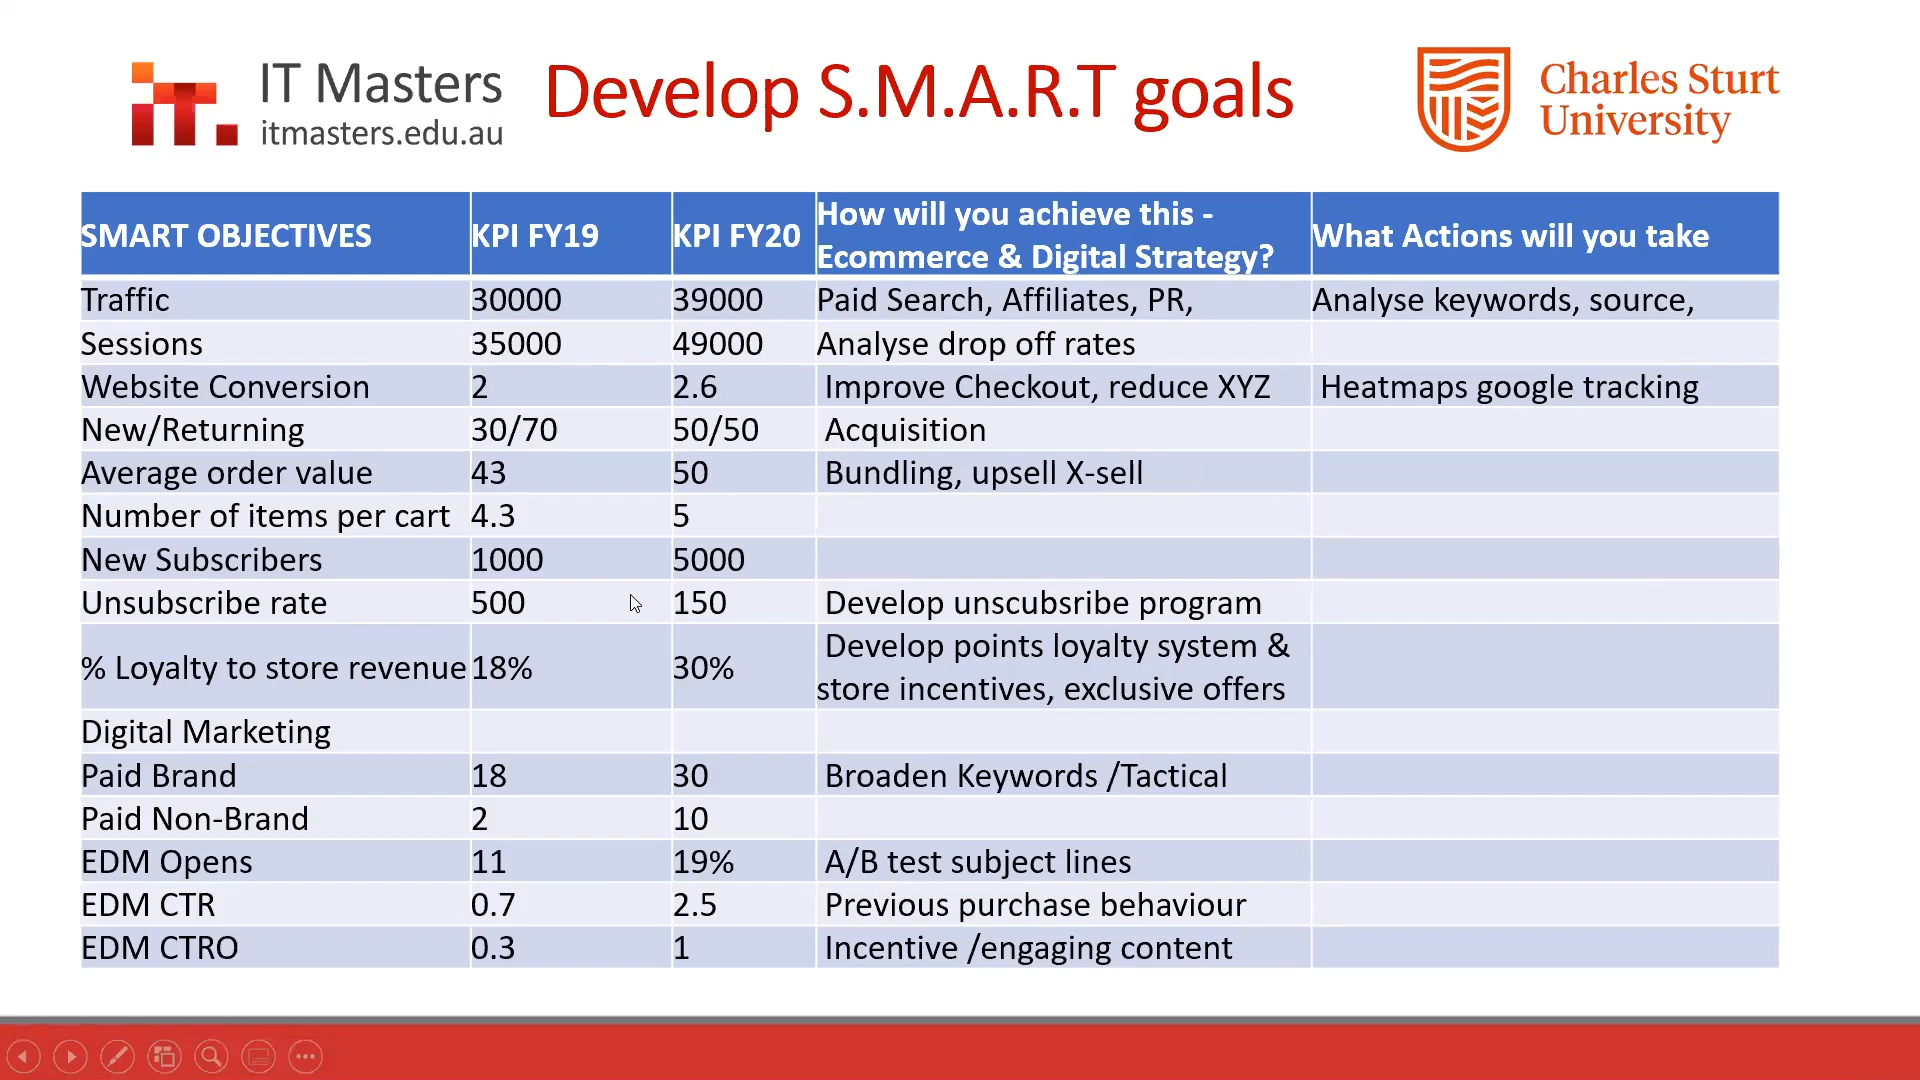 IT Masters
itmasters.edu.au
Develop S.M.A.R.T goals
Charles Sturt
University
SMART OBJECTIVES KPI FY19 KPI FY20 How will you achieve this - Ecommerce & Digital Strategy? What Actions will you take
Traffic 30000 39000 Paid Search, Affiliates, PR, Analyse keywords, source,
Sessions 35000 49000 Analyse drop off rates
Website Conversion 2 2.6 Improve Checkout, reduce XYZ Heatmaps google tracking
New/Returning 30/70 50/50 Acquisition
Average order value 43 50 Bundling, upsell X-sell
Number of items per cart 4.3 5
New Subscribers 1000 5000
Unsubscribe rate 500 150 Develop unscubsribe program
% Loyalty to store revenue 18% 30% Develop points loyalty system & store incentives, exclusive offers
Digital Marketing
Paid Brand 18 30 Broaden Keywords /Tactical
Paid Non-Brand 2 10
EDM Opens 11 19% A/B test subject lines
EDM CTR 0.7 2.5 Previous purchase behaviour
EDM CTRO 0.3 1 Incentive /engaging content